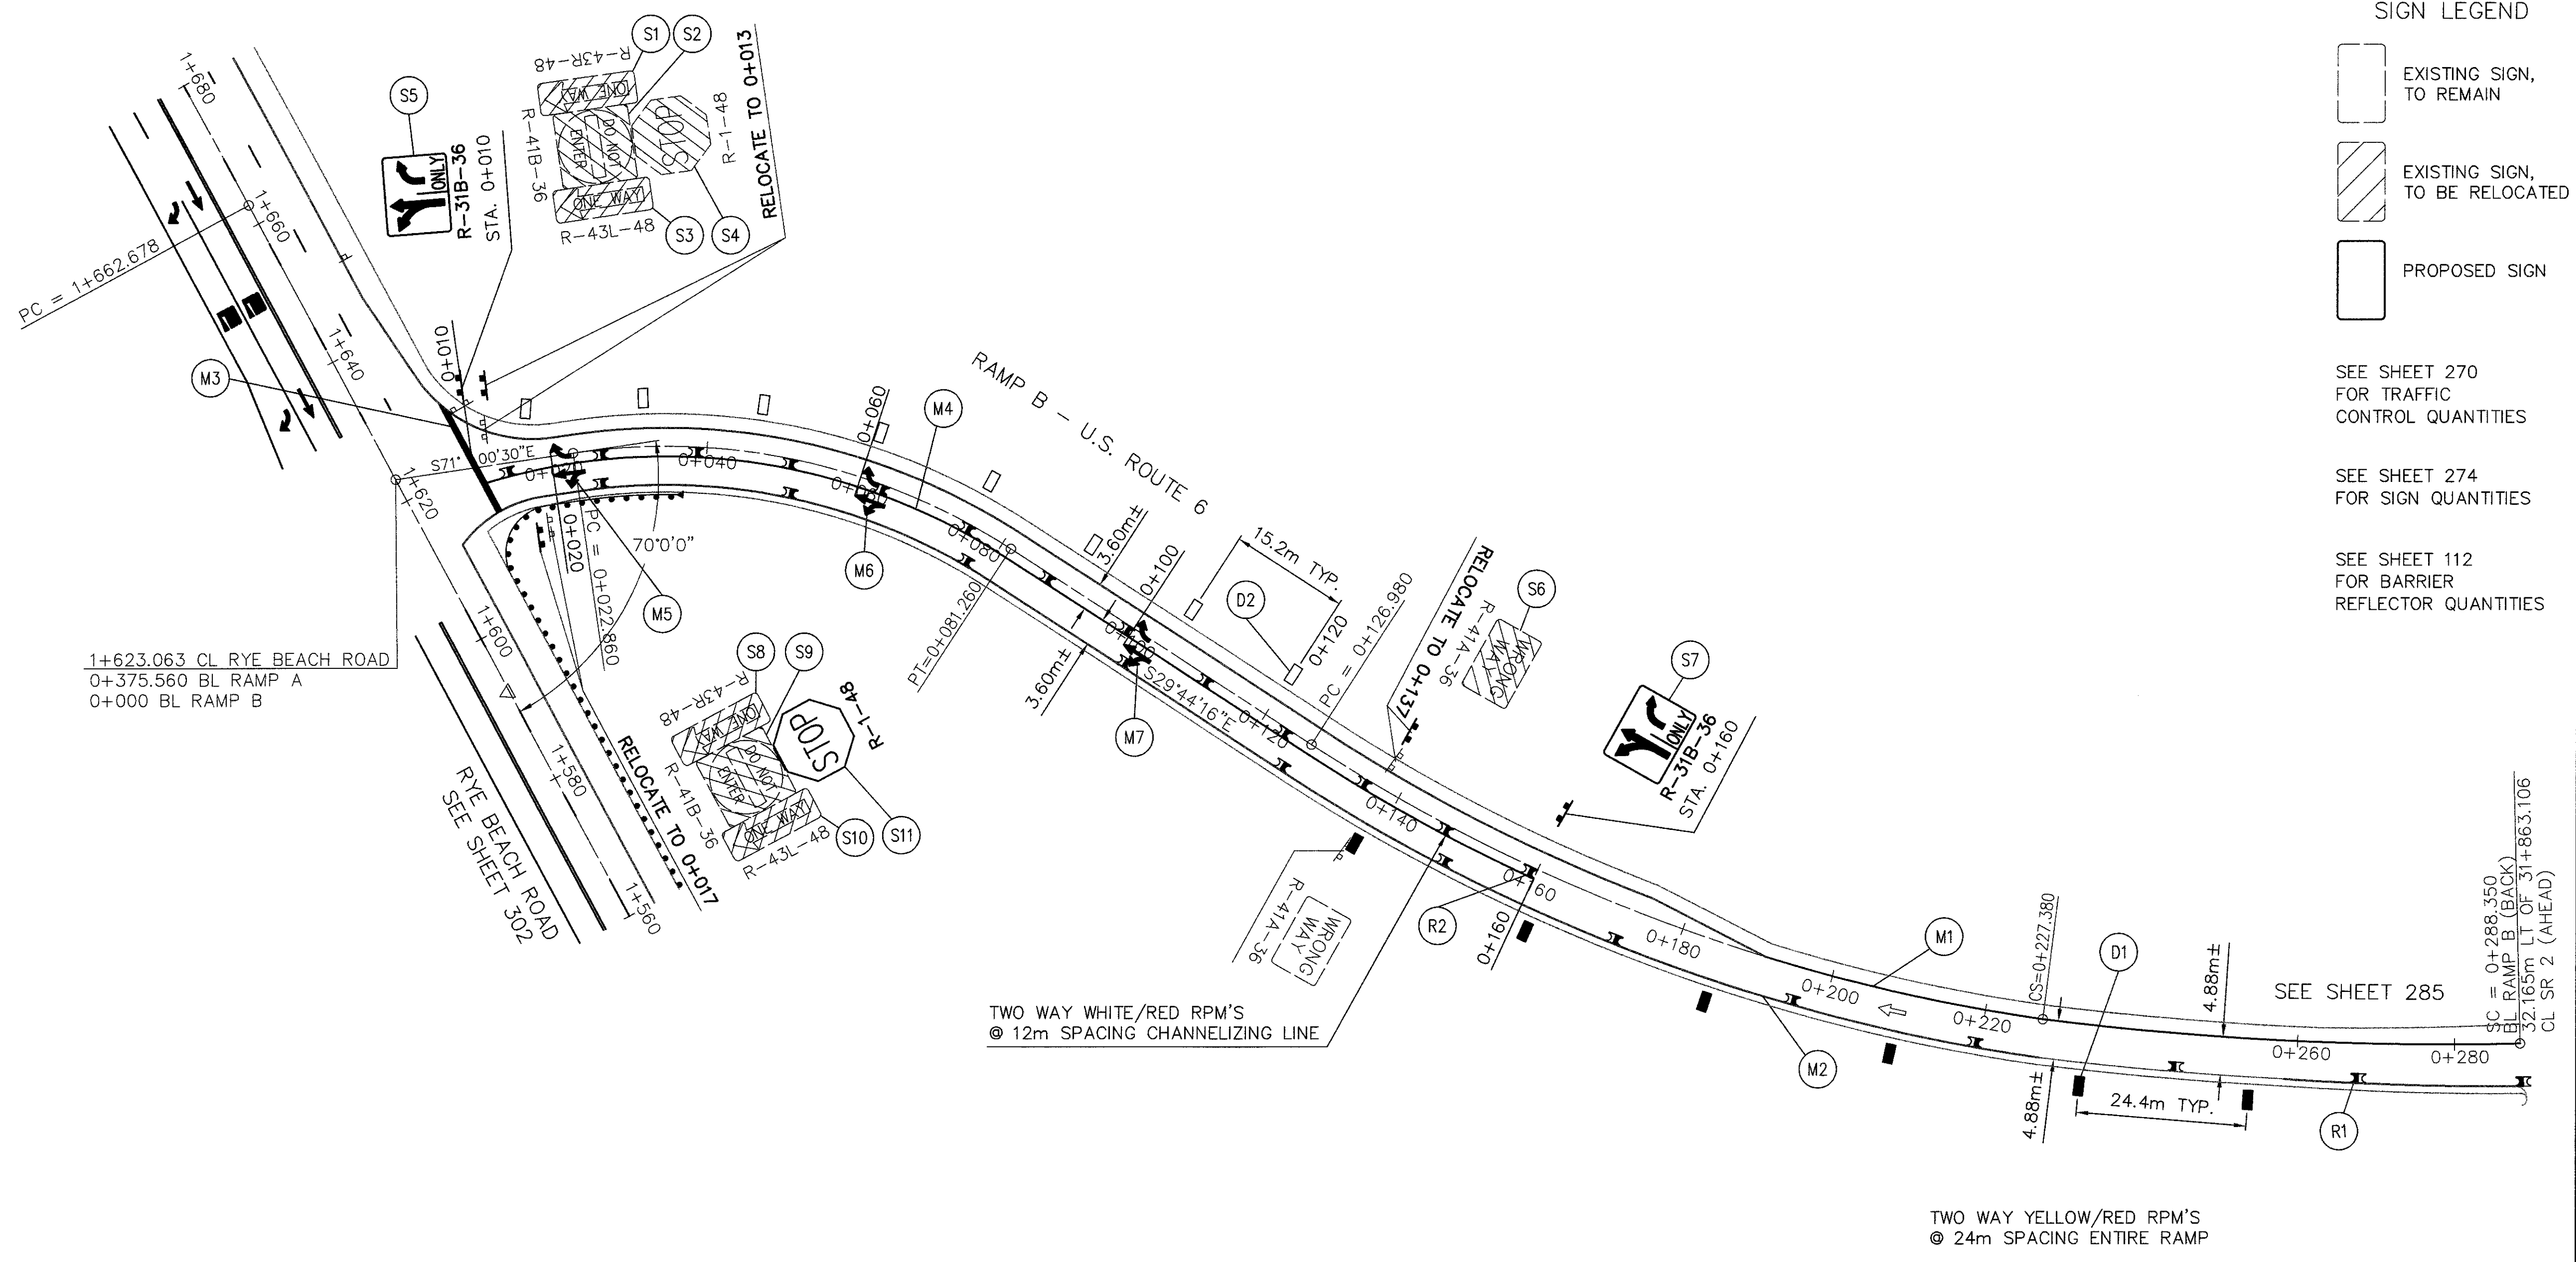 SIGN LEGEND
EXISTING SIGN,
TO REMAIN
EXISTING SIGN,
TO BE RELOCATED
PROPOSED SIGN
SEE SHEET 270
FOR TRAFFIC
CONTROL QUANTITIES
SEE SHEET 274
FOR SIGN QUANTITIES
SEE SHEET 112
FOR BARRIER
REFLECTOR QUANTITIES
1+680
1+660
PC = 1+662.678
1+640
1+620
1+600
1+580
1+560
M3
S5
ONLY
R-31B-36
STA. 0+010
S1
S2
R-43R-48
ONE WAY
R-41B-36
DO NOT
ENTER
STOP
R-1-48
ONE WAY
R-43L-48
S3
S4
RELOCATE TO 0+013
0+010
S71° 00'30"E
0+020
0+020
PC = 0+022.860
70°0'0"
M5
0+040
0+060
0+060
M4
M6
RAMP B - U.S. ROUTE 6
0+080
PT=0+081.260
3.60m±
3.60m±
0+100
0+100
M7
S29°44'16"E
15.2m TYP.
D2
0+120
0+120
PC = 0+126.980
RELOCATE TO 0+137
R-41A-36
WRONG
WAY
S6
S7
ONLY
R-31B-36
STA. 0+160
0+140
0+160
0+160
R2
R-41A-36
WRONG
WAY
TWO WAY WHITE/RED RPM'S
@ 12m SPACING CHANNELIZING LINE
1+623.063 CL RYE BEACH ROAD
0+375.560 BL RAMP A
0+000 BL RAMP B
RYE BEACH ROAD
SEE SHEET 302
RELOCATE TO 0+017
S8
S9
R-43R-48
ONE WAY
R-41B-36
DO NOT
ENTER
STOP
R-1-48
ONE WAY
R-43L-48
S10
S11
0+180
M1
0+200
M2
0+220
CS=0+227.380
D1
4.88m±
4.88m±
24.4m TYP.
R1
0+260
0+280
SEE SHEET 285
SC = 0+288.350
BL RAMP B (BACK)
32.165m LT OF 31+863.106
CL SR 2 (AHEAD)
TWO WAY YELLOW/RED RPM'S
@ 24m SPACING ENTIRE RAMP